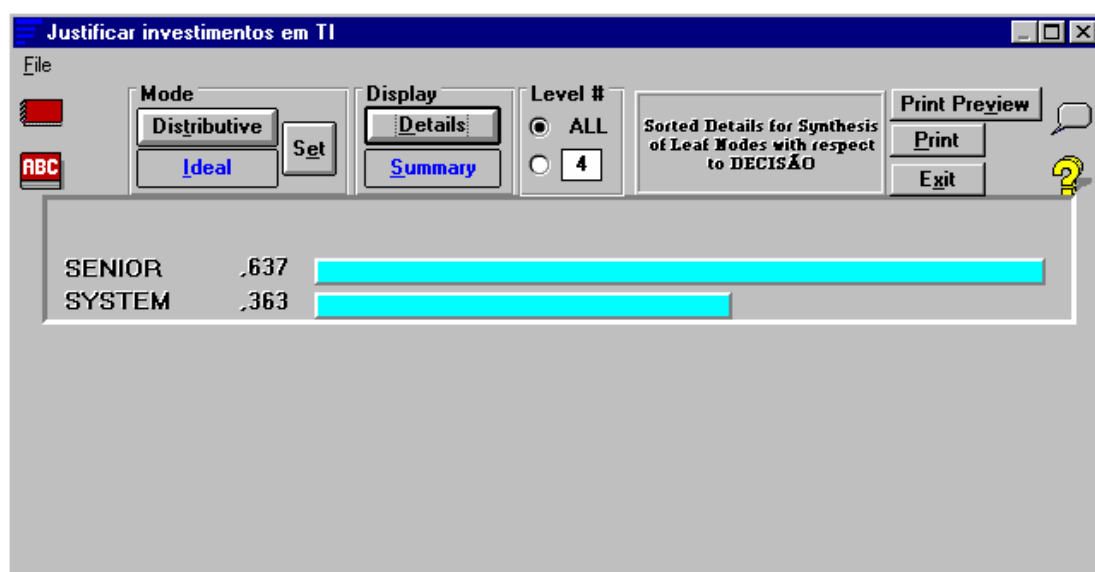 Justificar investimentos em TI
File
Mode
Distributive
Ideal
Set
Display
Details
Summary
Level #
ALL
4
Sorted Details for Synthesis
of Leaf Nodes with respect
to DECISÃO
Print Preview
Print
Exit
ABC
SENIOR ,637
SYSTEM ,363